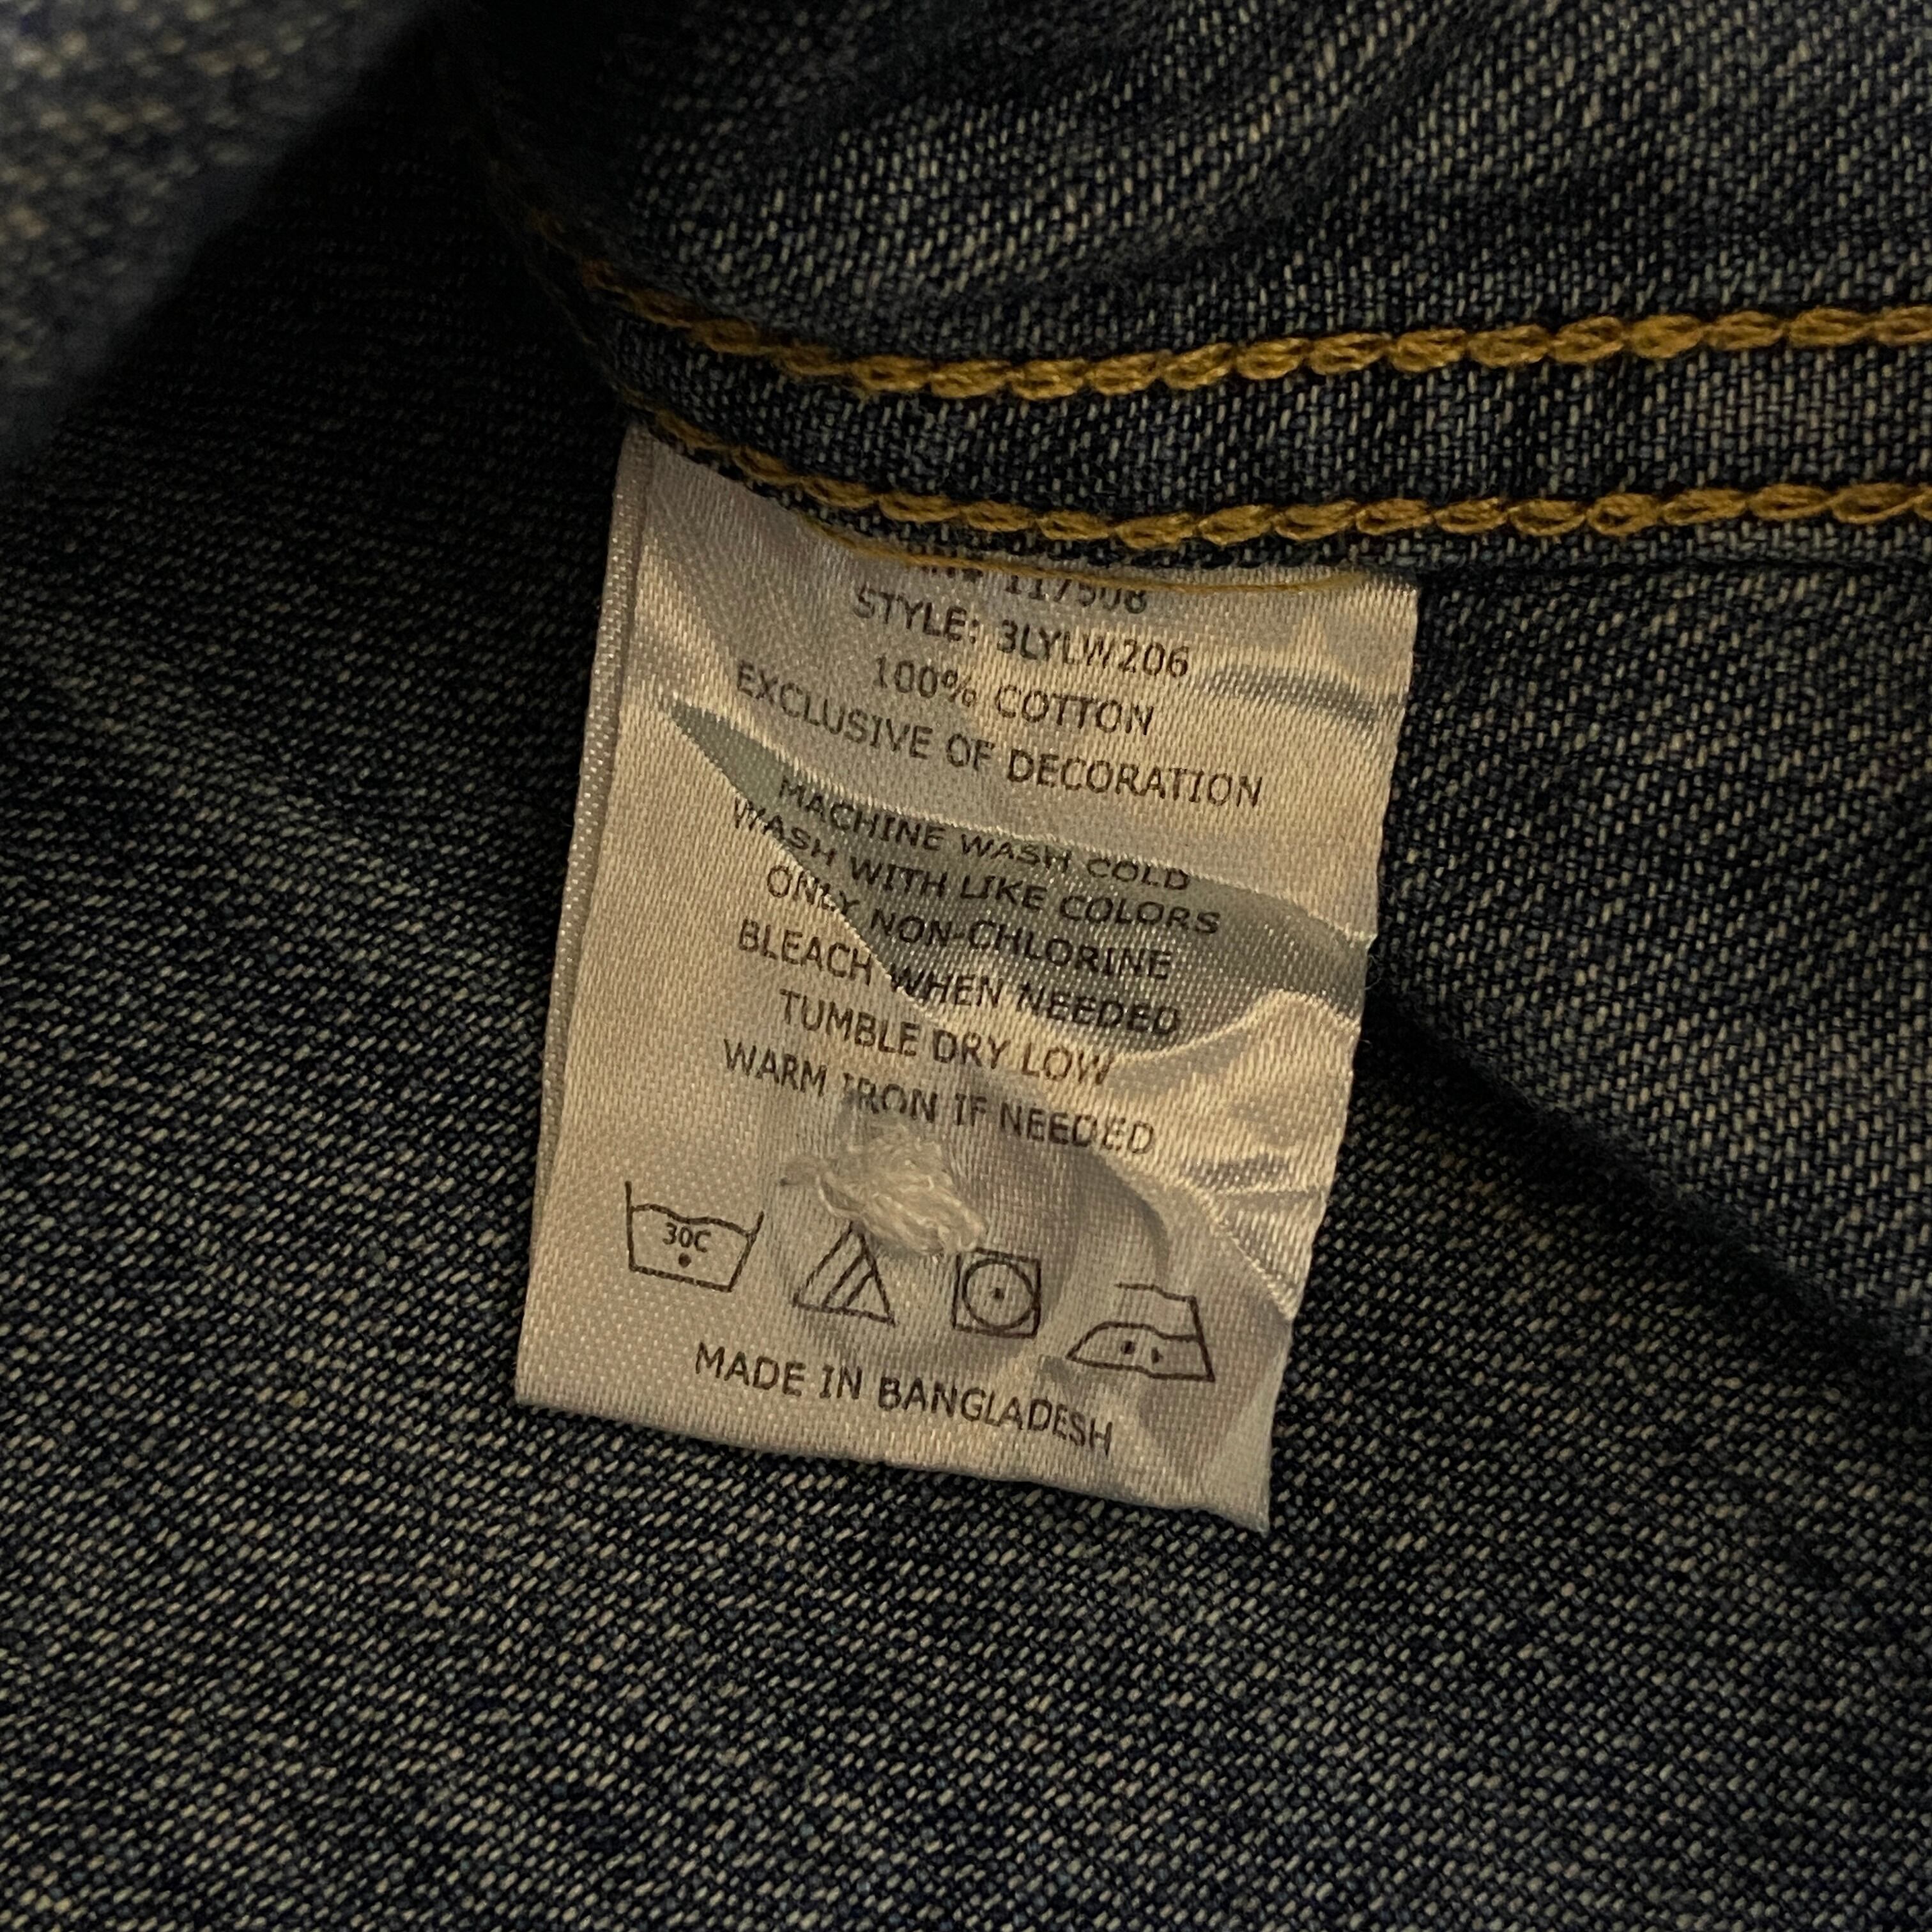 117508
STYLE: 3LYLW206
100% COTTON
EXCLUSIVE OF DECORATION
MACHINE WASH COLD
WASH WITH LIKE COLORS
ONLY NON-CHLORINE
BLEACH WHEN NEEDED
TUMBLE DRY LOW
WARM IRON IF NEEDED
30C
MADE IN BANGLADESH